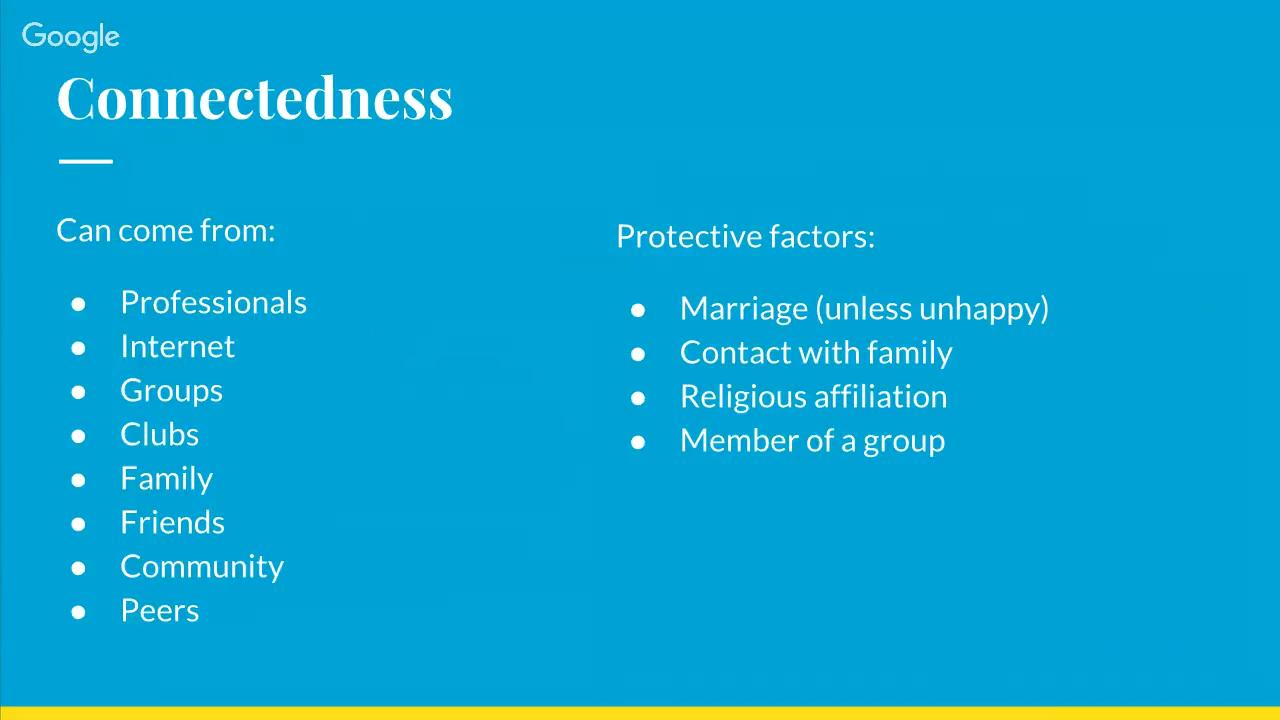 Google
Connectedness
Can come from:
● Professionals
● Internet
● Groups
● Clubs
● Family
● Friends
● Community
● Peers
Protective factors:
● Marriage (unless unhappy)
● Contact with family
● Religious affiliation
● Member of a group